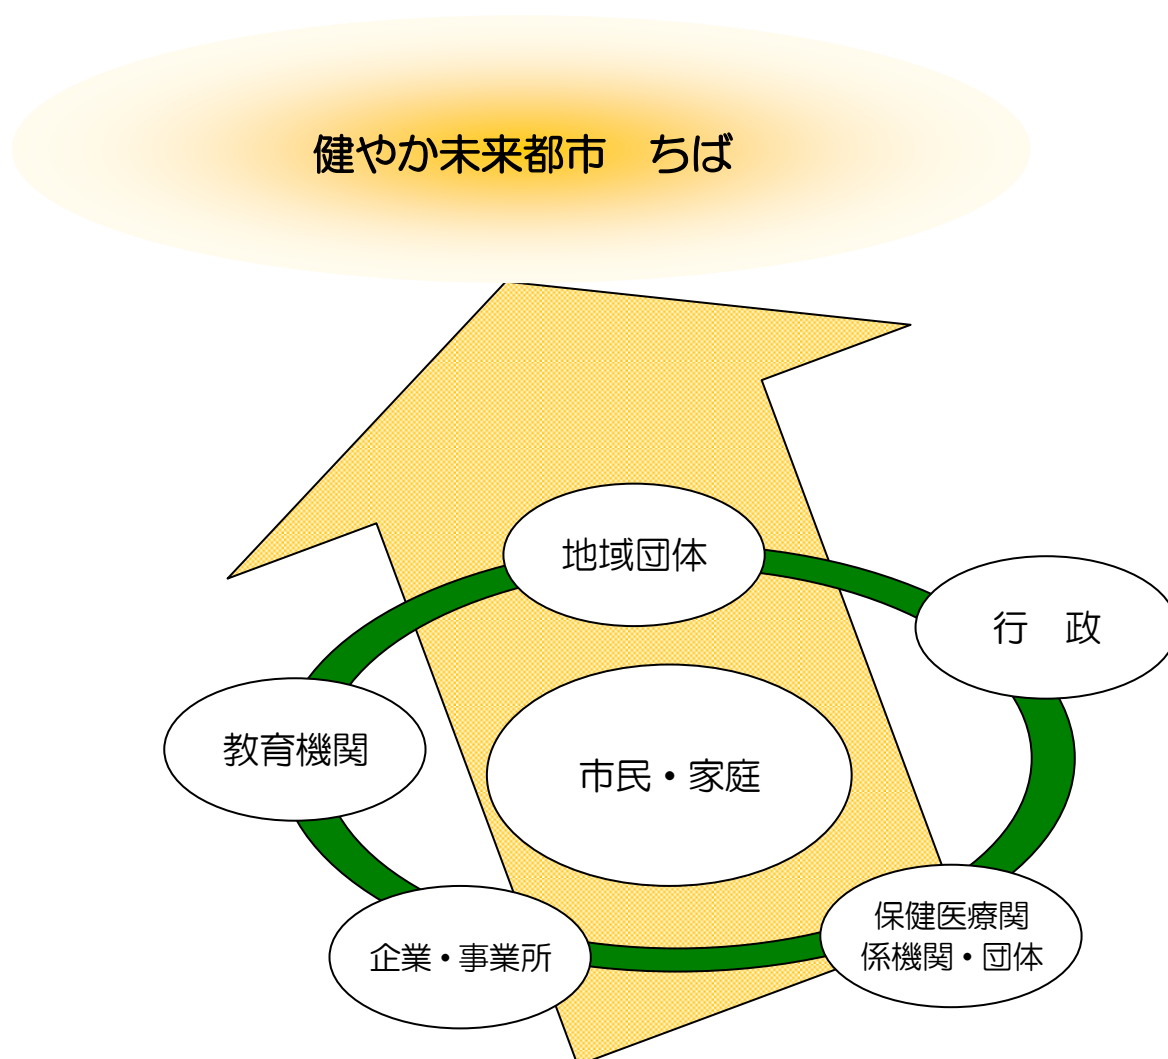 健やか未来都市　ちば
地域団体
行　政
教育機関
市民・家庭
保健医療関
係機関・団体
企業・事業所